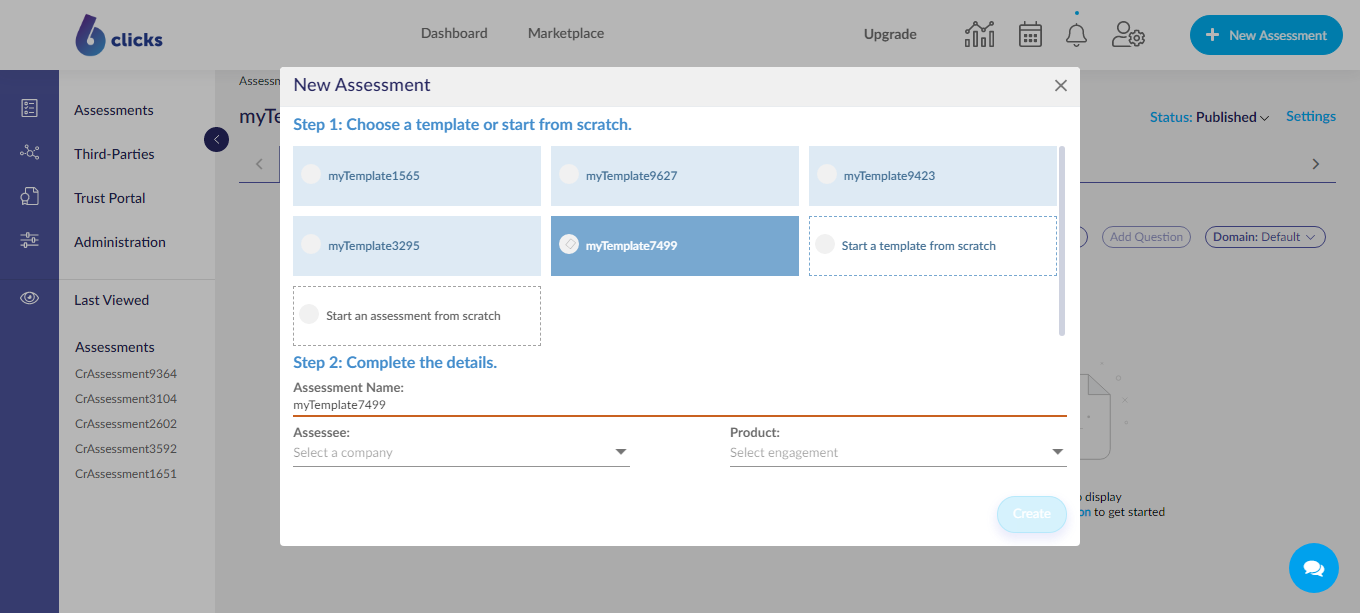 clicks
Dashboard
Marketplace
Upgrade
New Assessment
Assessments
Third-Parties
Trust Portal
Administration
Last Viewed
Assessments
CrAssessment9364
CrAssessment3104
CrAssessment2602
CrAssessment3592
CrAssessment1651
Status: Published
Settings
Add Question
Domain: Default
New Assessment
Step 1: Choose a template or start from scratch.
myTemplate1565
myTemplate9627
myTemplate9423
myTemplate3295
myTemplate7499
Start a template from scratch
Start an assessment from scratch
Step 2: Complete the details.
Assessment Name:
myTemplate7499
Assessee:
Select a company
Product:
Select engagement
Create
display
to get started